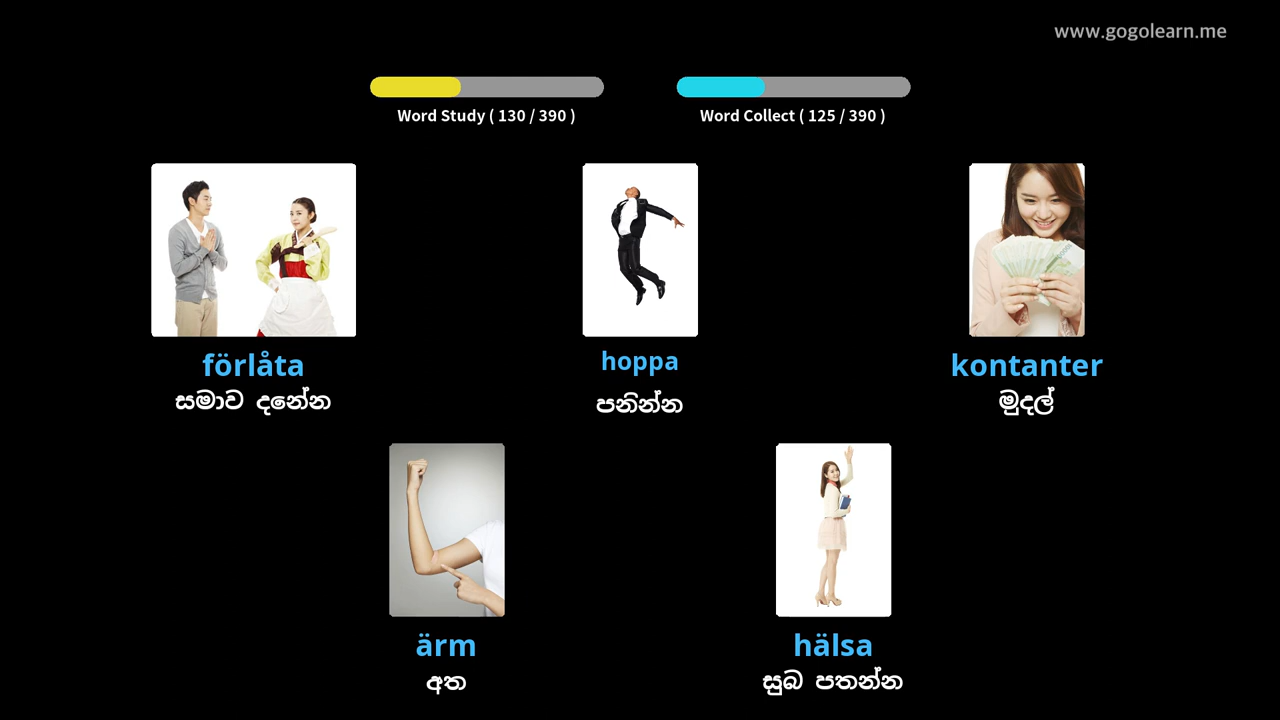 www.gogolearn.me
Word Study ( 130 / 390 )
Word Collect ( 125 / 390 )
förlåta
සමාව දනේන
hoppa
පනින්න
kontanter
මුදල්
ärm
අත
hälsa
සුබ පතන්න